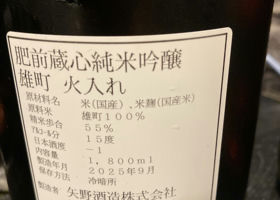 肥前蔵心純米吟醸
雄町 火入れ
原材料名 米(国産)、米麹(国産米)
原料米 雄町100%
精米歩合 55%
アルコール分 15度
日本酒度 -1
内容量 1,800ml
製造年月 2025年9月
保存方法 冷暗所
製造者 矢野酒造株式会社